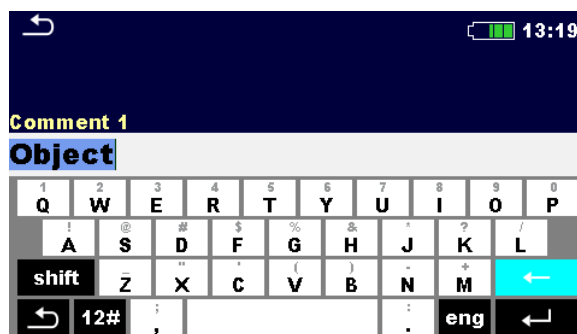 13:19
Comment 1
Object
1 2 3 4 5 6 7 8 9 0
Q W E R T Y U I O P
! @ # $ % & * ? /
A S D F G H J K L
_ " ' ( ) - +
shift Z X C V B N M
; :
12# , . eng